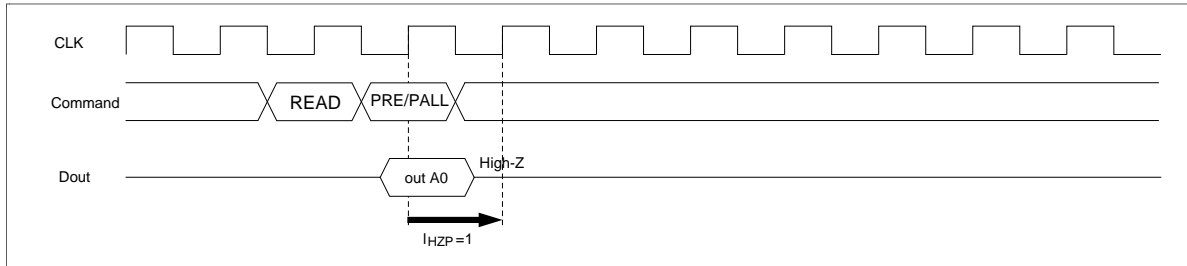 CLK
Command READ PRE/PALL
High-Z
Dout out A0
lHZP=1